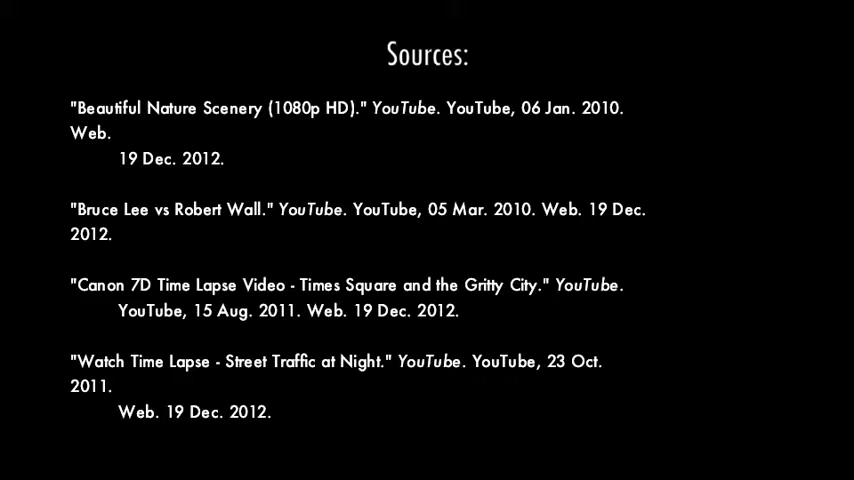 Sources:
"Beautiful Nature Scenery (1080p HD)." YouTube. YouTube, 06 Jan. 2010.
Web.
19 Dec. 2012.
"Bruce Lee vs Robert Wall." YouTube. YouTube, 05 Mar. 2010. Web. 19 Dec.
2012.
"Canon 7D Time Lapse Video - Times Square and the Gritty City." YouTube.
YouTube, 15 Aug. 2011. Web. 19 Dec. 2012.
"Watch Time Lapse - Street Traffic at Night." YouTube. YouTube, 23 Oct.
2011.
Web. 19 Dec. 2012.